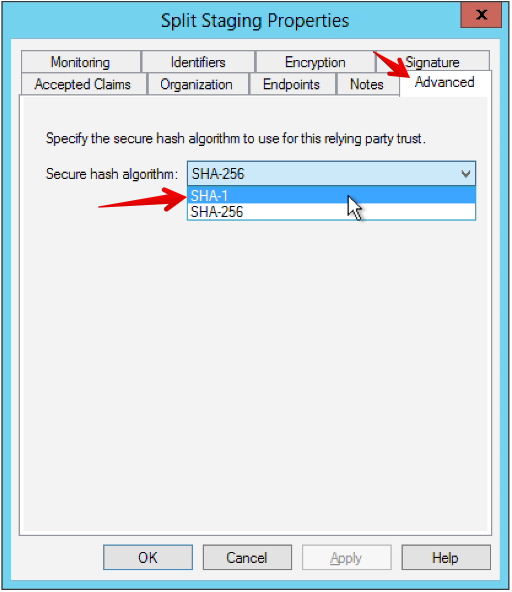 Split Staging Properties
x
Monitoring Identifiers Encryption Signature
Accepted Claims Organization Endpoints Notes Advanced
Specify the secure hash algorithm to use for this relying party trust.
Secure hash algorithm: SHA-256
SHA-1
SHA-256
OK Cancel Apply Help